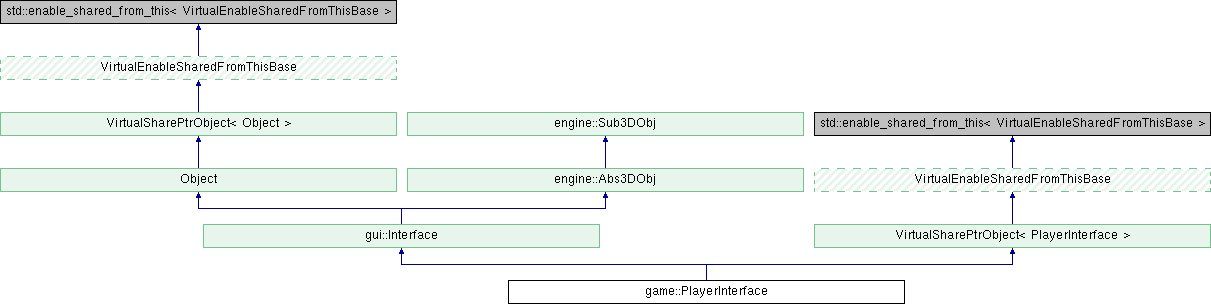 std::enable_shared_from_this< VirtualEnableSharedFromThisBase >
VirtualEnableSharedFromThisBase
VirtualSharePtrObject< Object >
engine::Sub3DObj
std::enable_shared_from_this< VirtualEnableSharedFromThisBase >
Object
engine::Abs3DObj
VirtualEnableSharedFromThisBase
gui::Interface
VirtualSharePtrObject< PlayerInterface >
game::PlayerInterface